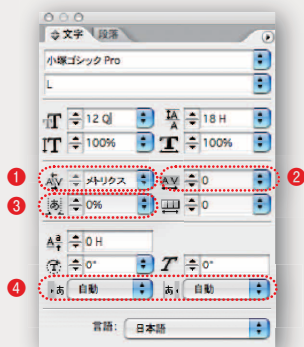 文字 段落
小塚ゴシック Pro
L
12 Q 18 H
100% 100%
1 メトリクス 0 2
3 0% 0
0 H
0° 0°
4 自動 自動
言語: 日本語